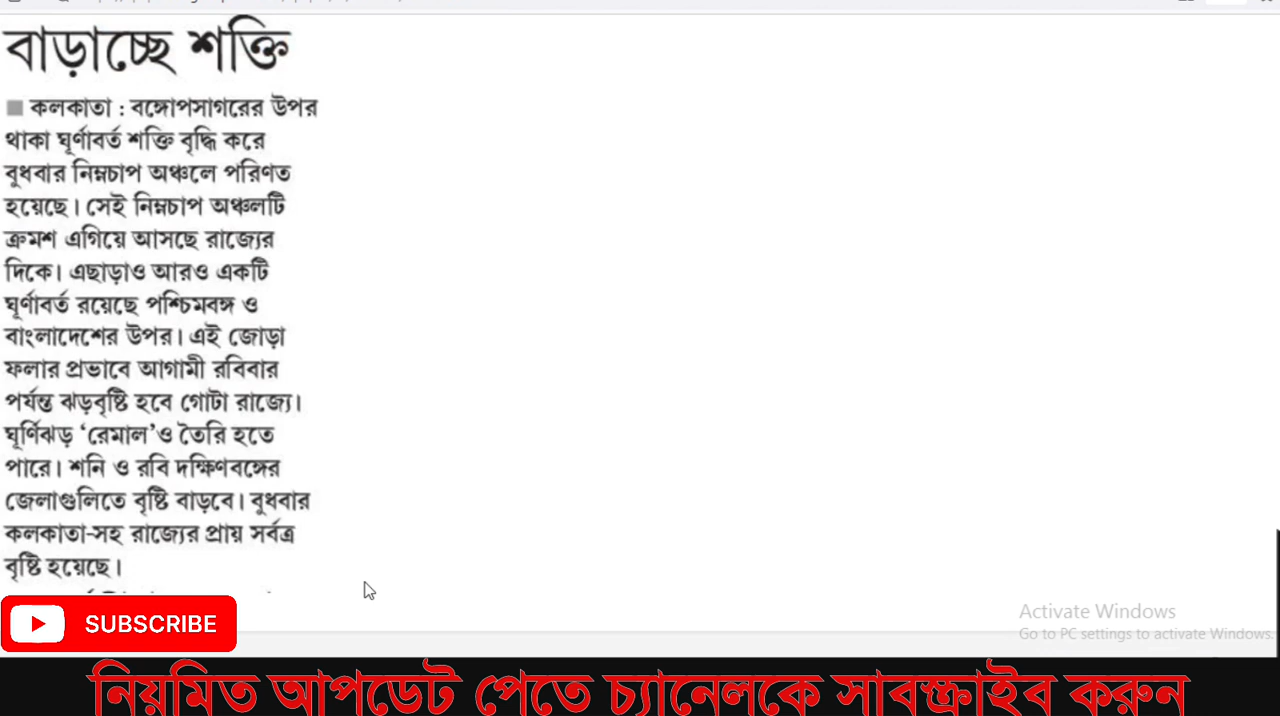 বাড়াচ্ছে শক্তি
কলকাতা : বঙ্গোপসাগরের উপর
থাকা ঘূর্ণাবর্ত শক্তি বৃদ্ধি করে
বুধবার নিম্নচাপ অঞ্চলে পরিণত
হয়েছে। সেই নিম্নচাপ অঞ্চলটি
ক্রমশ এগিয়ে আসছে রাজ্যের
দিকে। এছাড়াও আরও একটি
ঘূর্ণাবর্ত রয়েছে পশ্চিমবঙ্গ ও
বাংলাদেশের উপর। এই জোড়া
ফলার প্রভাবে আগামী রবিবার
পর্যন্ত ঝড়বৃষ্টি হবে গোটা রাজ্যে।
ঘূর্ণিঝড় ‘রেমাল’ও তৈরি হতে
পারে। শনি ও রবি দক্ষিণবঙ্গের
জেলাগুলিতে বৃষ্টি বাড়বে। বুধবার
কলকাতা-সহ রাজ্যের প্রায় সর্বত্র
বৃষ্টি হয়েছে।
SUBSCRIBE
Activate Windows
Go to PC settings to activate Windows.
নিয়মিত আপডেট পেতে চ্যানেলকে সাবস্ক্রাইব করুন